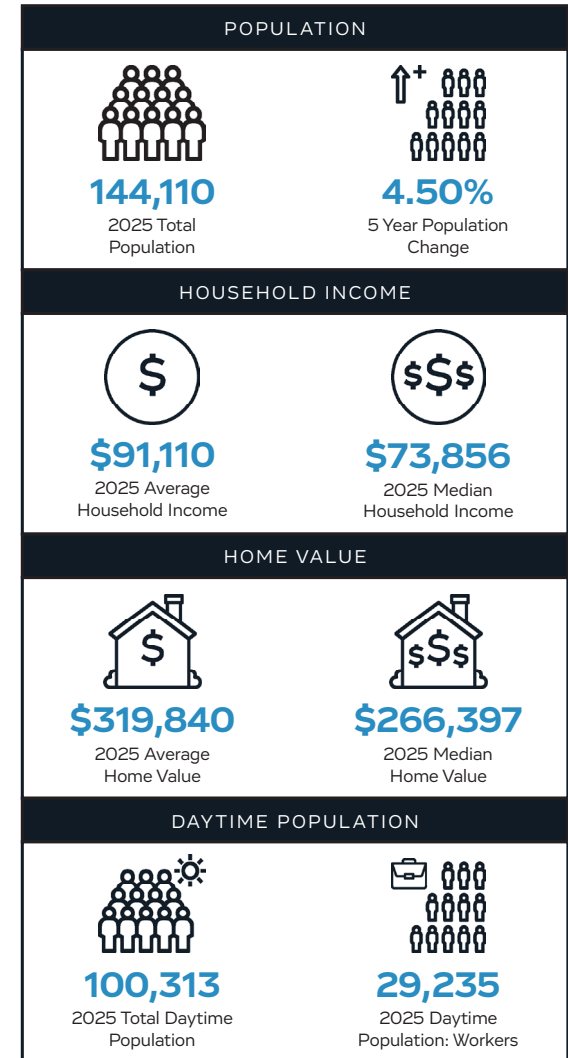 POPULATION
144,110
2025 Total
Population
4.50%
5 Year Population
Change
HOUSEHOLD INCOME
$
$91,110
2025 Average
Household Income
$$$
$73,856
2025 Median
Household Income
HOME VALUE
$
$319,840
2025 Average
Home Value
$$$
$266,397
2025 Median
Home Value
DAYTIME POPULATION
100,313
2025 Total Daytime
Population
29,235
2025 Daytime
Population: Workers